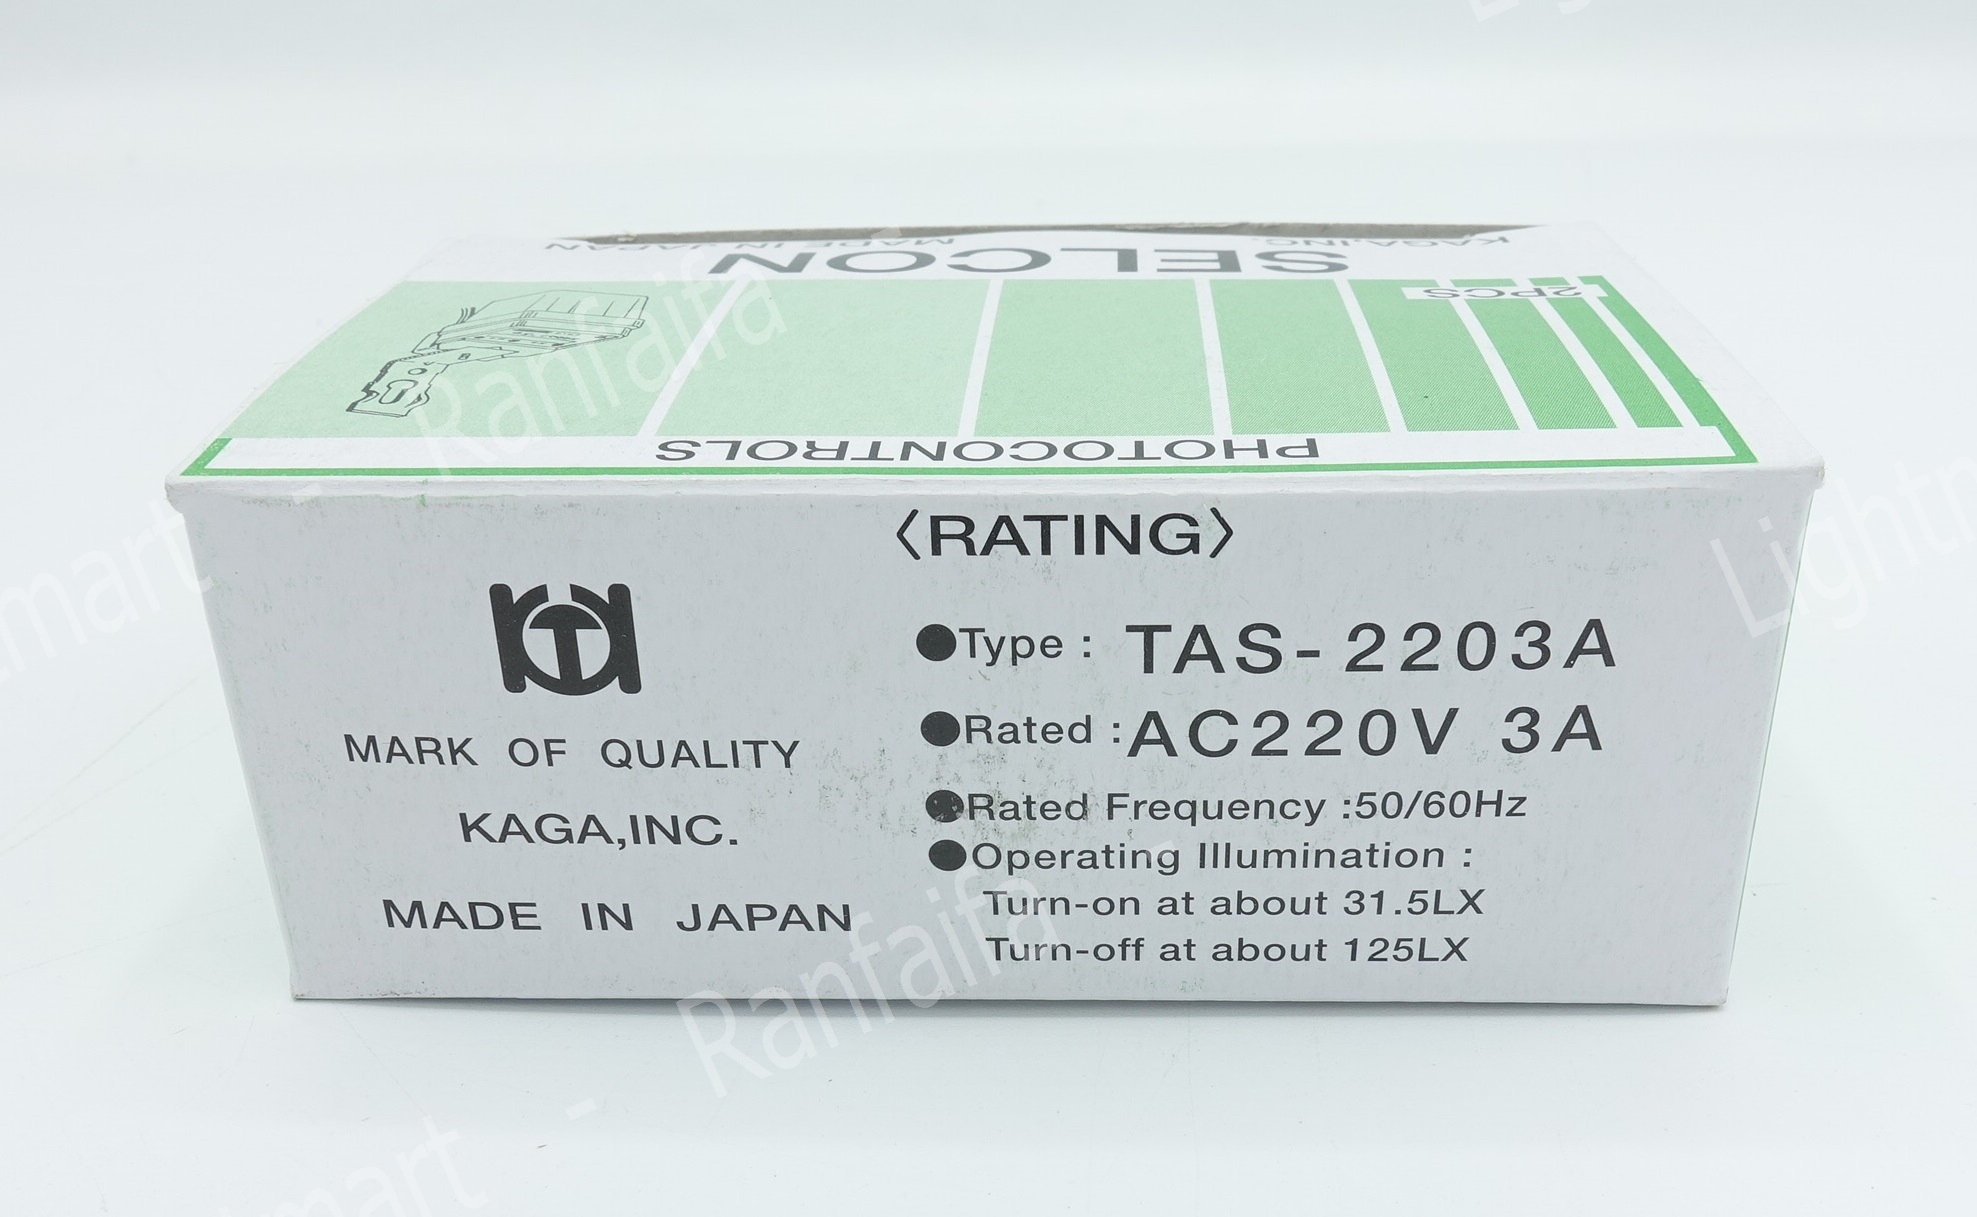 KAGA,INC. MADE IN JAPAN
SELCON
2PCS
PHOTOCONTROLS
〈RATING〉
MARK OF QUALITY
KAGA,INC.
MADE IN JAPAN
●Type : TAS-2203A
●Rated : AC220V 3A
●Rated Frequency :50/60Hz
●Operating Illumination :
Turn-on at about 31.5LX
Turn-off at about 125LX
Ranfaifa
Ranfaifa